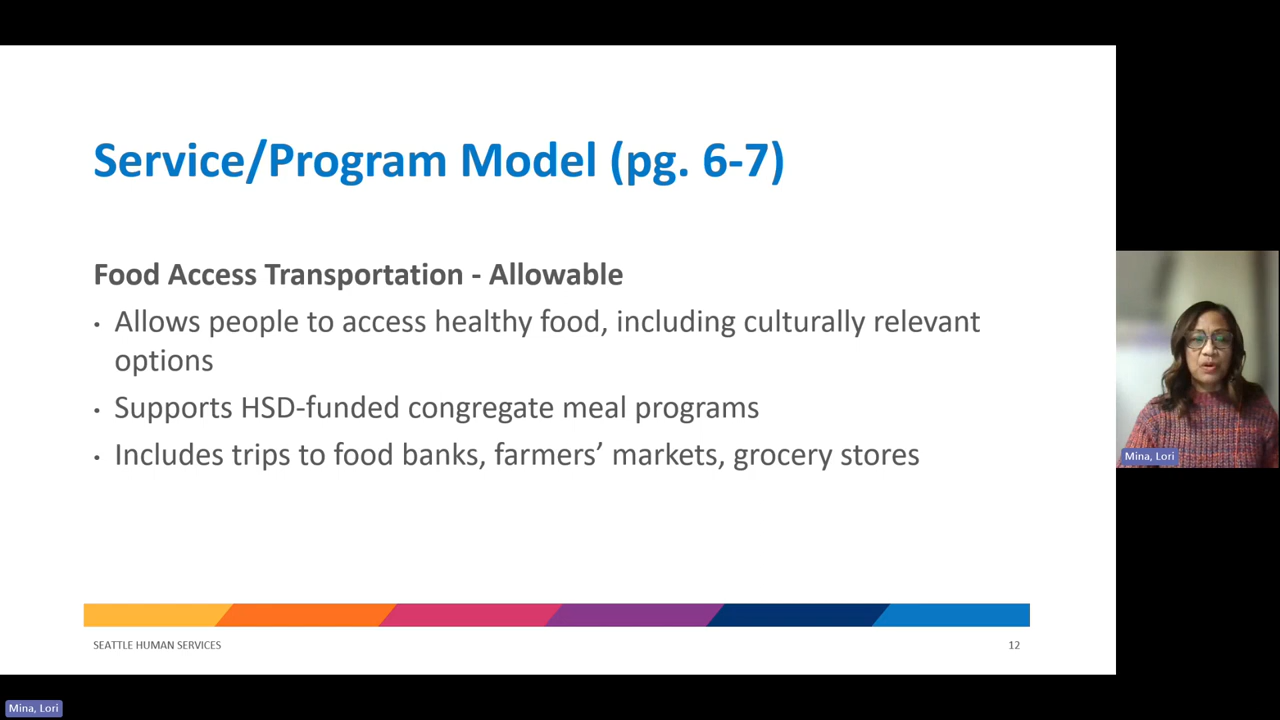 Service/Program Model (pg. 6-7)
Food Access Transportation - Allowable
• Allows people to access healthy food, including culturally relevant
options
• Supports HSD-funded congregate meal programs
• Includes trips to food banks, farmers’ markets, grocery stores
SEATTLE HUMAN SERVICES
12
Mina, Lori
Mina, Lori